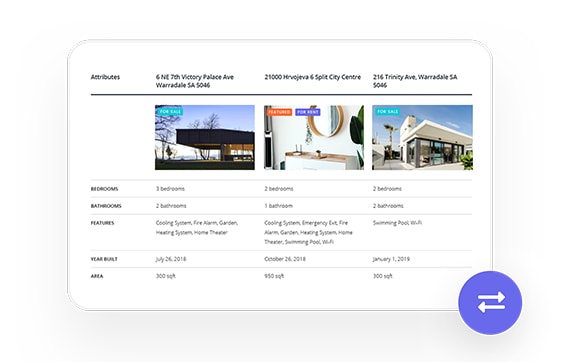 Attributes
6 NE 7th Victory Palace Ave
Warradale SA 5046
21000 Hrvojeva 6 Split City Centre
216 Trinity Ave, Warradale SA
5046
FOR SALE
FEATURED FOR RENT
FOR SALE
BEDROOMS 3 bedrooms 2 bedrooms 2 bedrooms
BATHROOMS 2 bathrooms 1 bathroom 2 bathrooms
FEATURES
Cooling System, Fire Alarm, Garden,
Heating System, Home Theater
Cooling System, Emergency Exit, Fire
Alarm, Garden, Heating System, Home
Theater, Swimming Pool, Wi-Fi
Swimming Pool, Wi-Fi
YEAR BUILT July 26, 2018 October 26, 2018 January 1, 2019
AREA 300 sqft 950 sqft 300 sqft